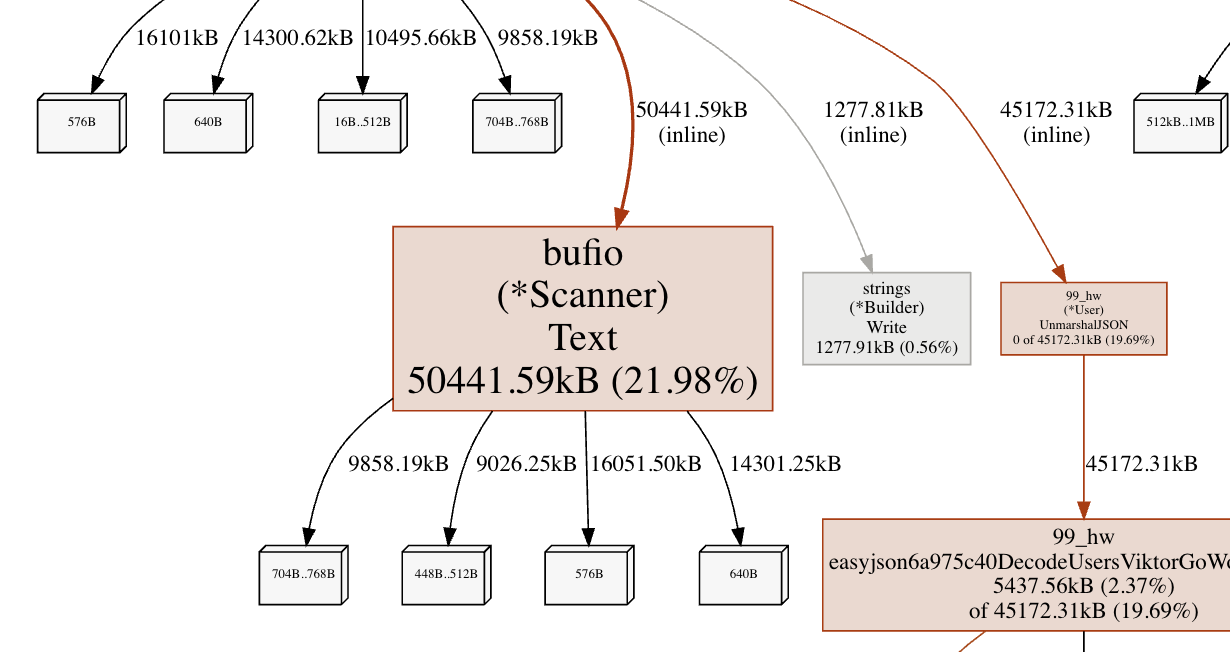 16101kB
14300.62kB
10495.66kB
9858.19kB
576B
640B
16B..512B
704B..768B
50441.59kB
(inline)
1277.81kB
(inline)
45172.31kB
(inline)
512kB..1MB
bufio
(*Scanner)
Text
50441.59kB (21.98%)
strings
(*Builder)
Write
1277.91kB (0.56%)
99_hw
(*User)
UnmarshalJSON
0 of 45172.31kB (19.69%)
9858.19kB
9026.25kB
16051.50kB
14301.25kB
45172.31kB
704B..768B
448B..512B
576B
640B
99_hw
easyjson6a975c40DecodeUsersViktorGoW
5437.56kB (2.37%)
of 45172.31kB (19.69%)